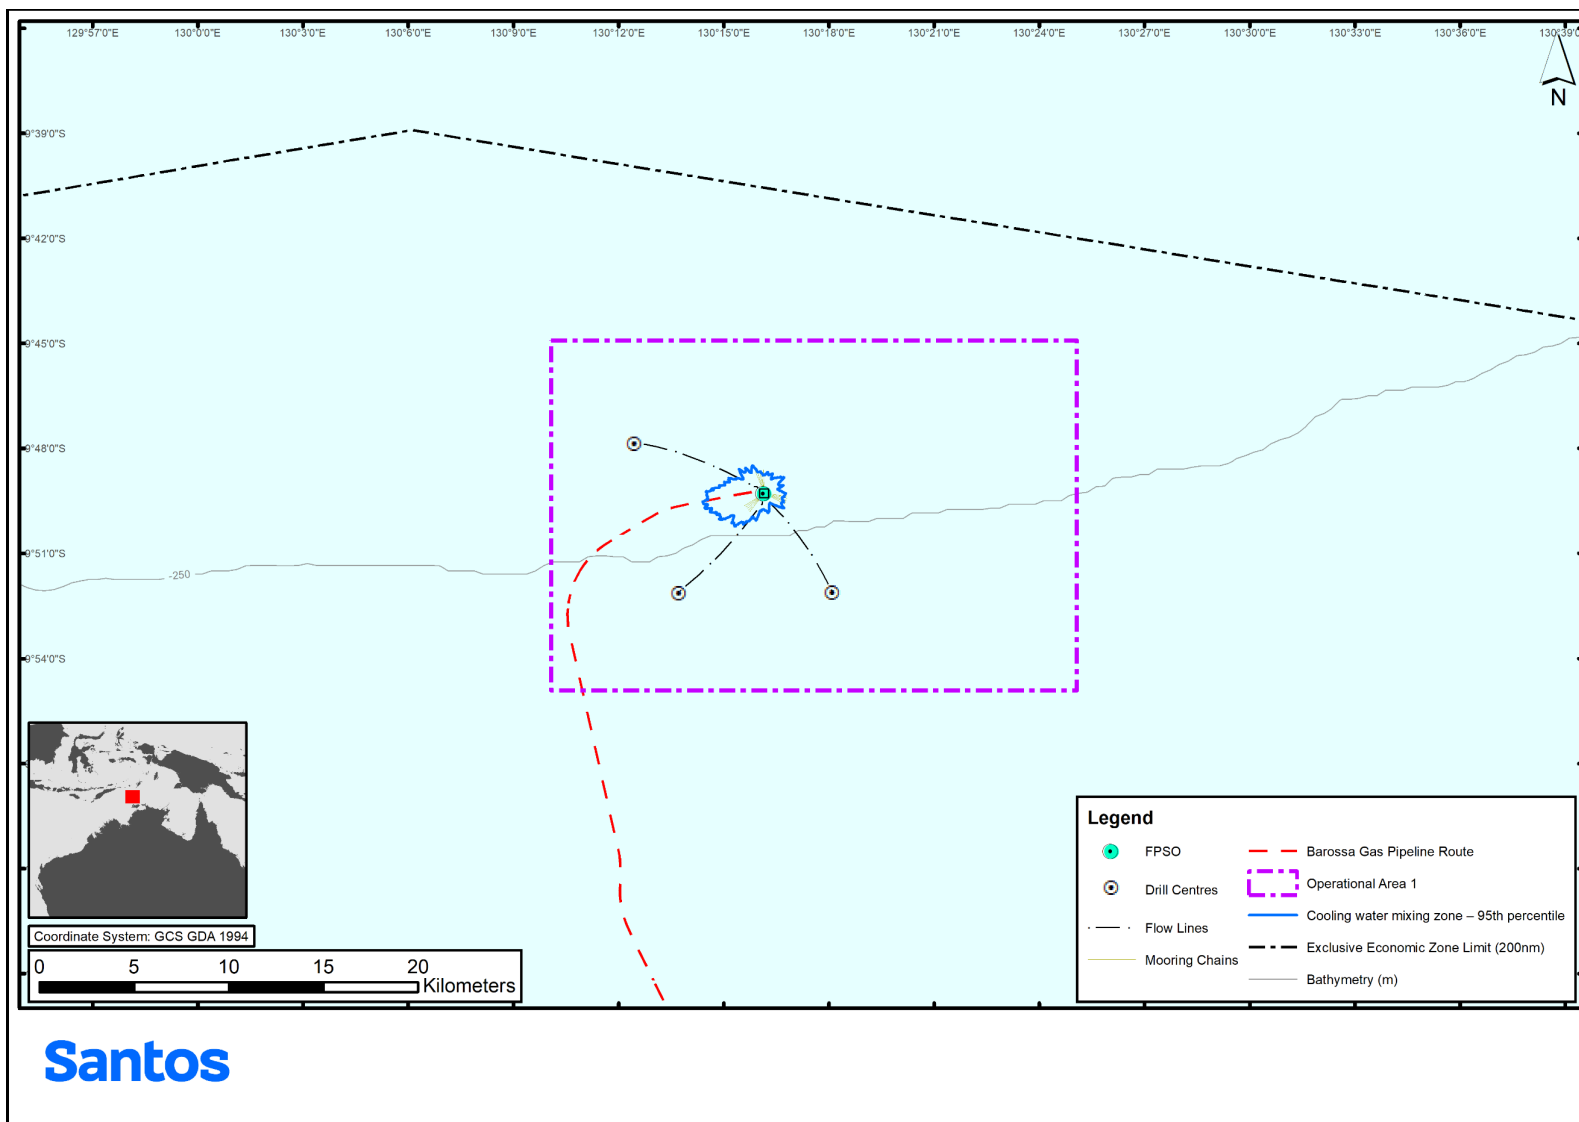 129°57'0"E 130°0'0"E 130°3'0"E 130°6'0"E 130°9'0"E 130°12'0"E 130°15'0"E 130°18'0"E 130°21'0"E 130°24'0"E 130°27'0"E 130°30'0"E 130°33'0"E 130°36'0"E 130°39'0
N
9°39'0"S
9°42'0"S
9°45'0"S
9°48'0"S
9°51'0"S
-250
9°54'0"S
Legend
FPSO
Drill Centres
Flow Lines
Mooring Chains
Barossa Gas Pipeline Route
Operational Area 1
Cooling water mixing zone – 95th percentile
Exclusive Economic Zone Limit (200nm)
Bathymetry (m)
Coordinate System: GCS GDA 1994
0 5 10 15 20
Kilometers
Santos